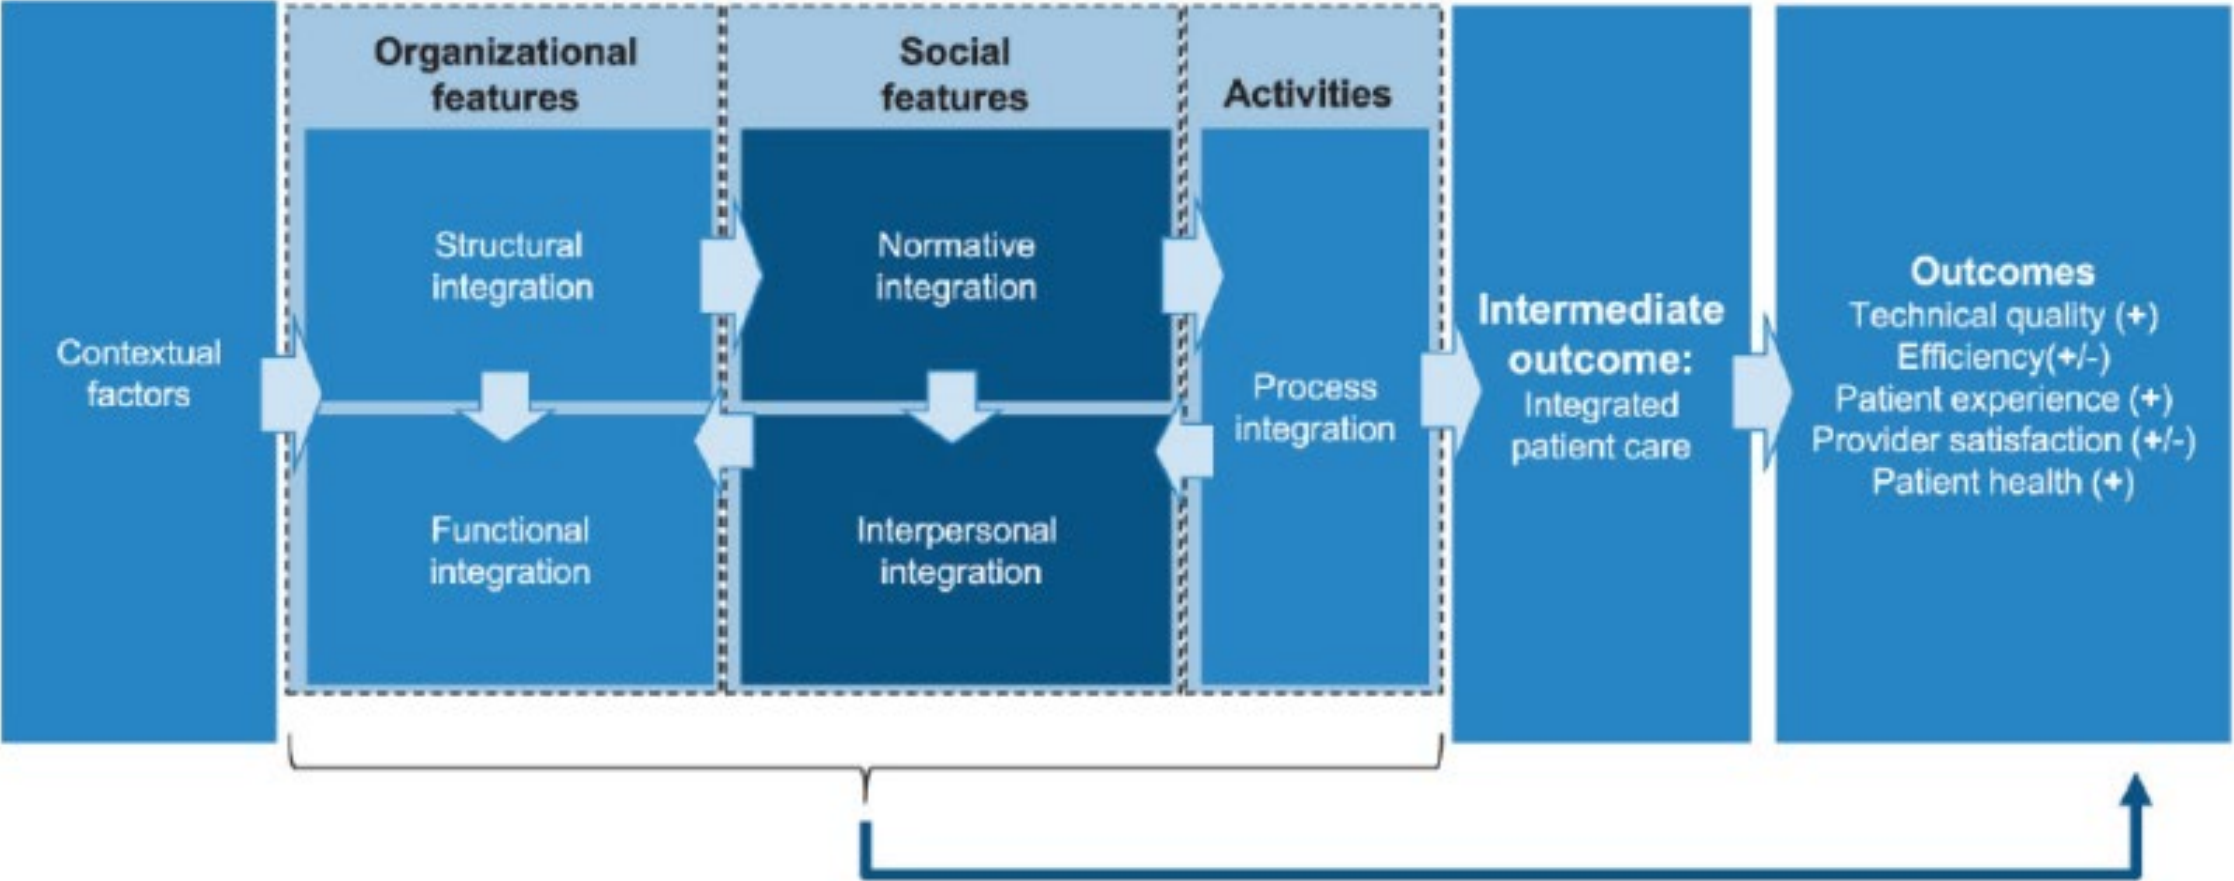 Contextual
factors
Organizational
features
Structural
integration
Functional
integration
Social
features
Normative
integration
Interpersonal
integration
Activities
Process
integration
Intermediate
outcome:
Integrated
patient care
Outcomes
Technical quality (+)
Efficiency(+/-)
Patient experience (+)
Provider satisfaction (+/-)
Patient health (+)